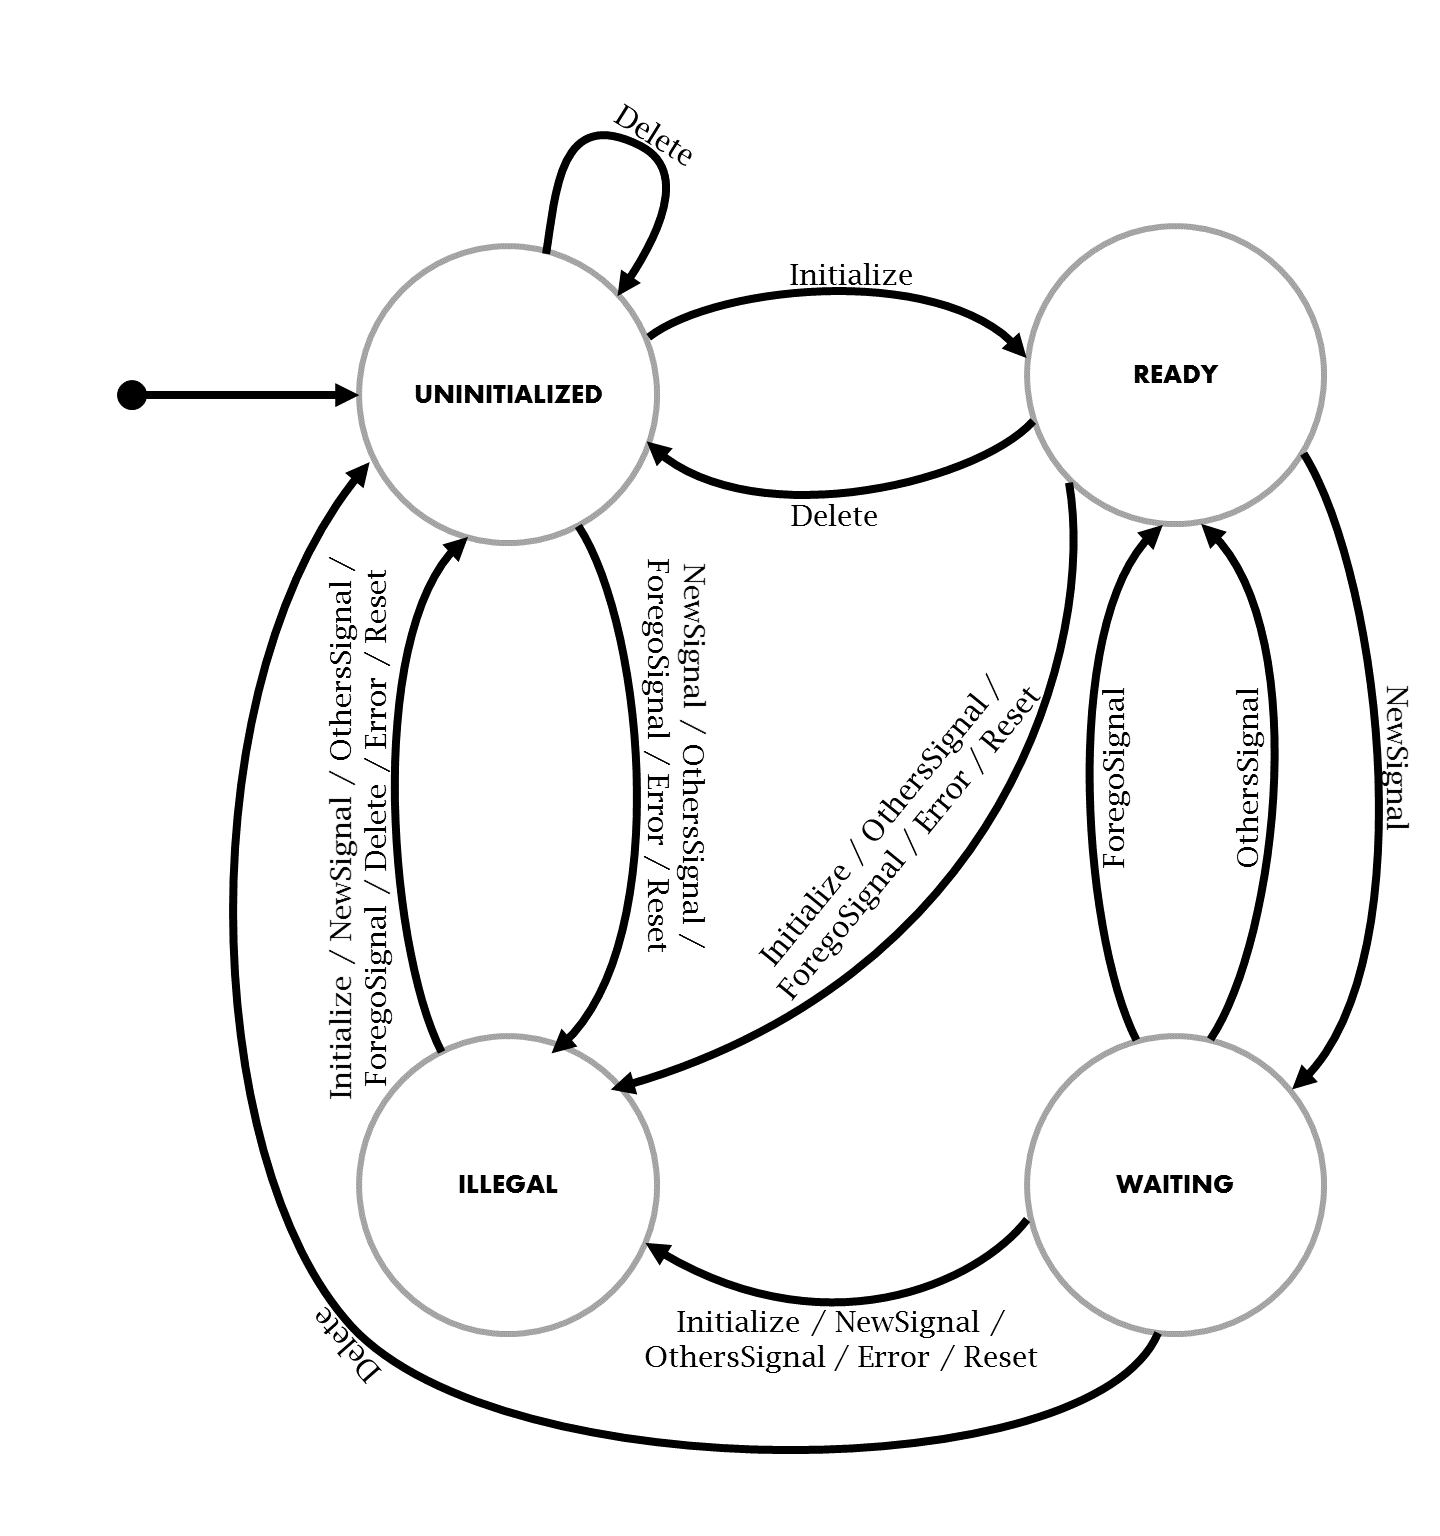 Delete
Initialize
UNINITIALIZED
READY
Delete
Initialize / NewSignal / OthersSignal /
ForegoSignal / Delete / Error / Reset
NewSignal / OthersSignal /
ForegoSignal / Error / Reset
Initialize / OthersSignal /
ForegoSignal / Error / Reset
ForegoSignal
OthersSignal
NewSignal
ILLEGAL
WAITING
Initialize / NewSignal /
OthersSignal / Error / Reset
Delete